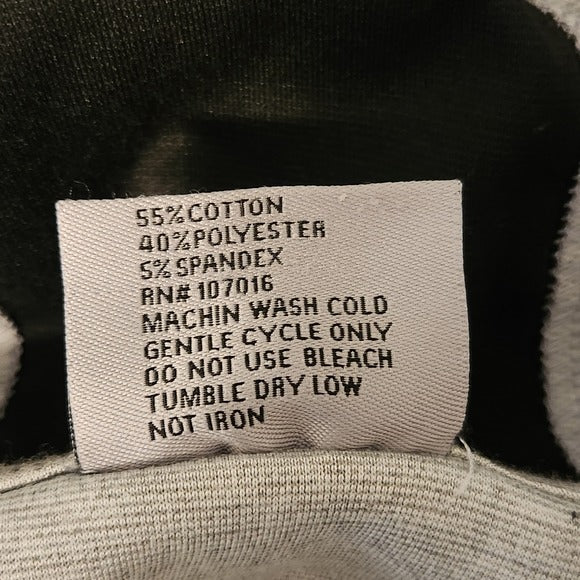 55%COTTON
40%POLYESTER
5%SPANDEX
RN# 107016
MACHIN WASH COLD
GENTLE CYCLE ONLY
DO NOT USE BLEACH
TUMBLE DRY LOW
NOT IRON